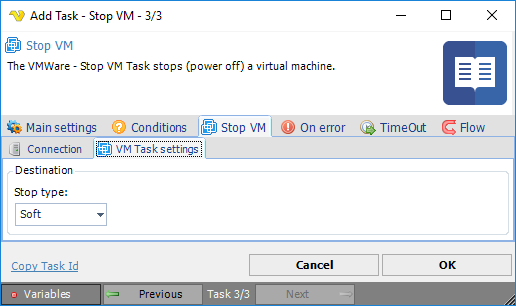 Add Task - Stop VM - 3/3
Stop VM
The VMWare - Stop VM Task stops (power off) a virtual machine.
Main settings Conditions Stop VM On error TimeOut Flow
Connection VM Task settings
Destination
Stop type:
Soft
Copy Task Id Cancel OK
Variables Previous Task 3/3 Next